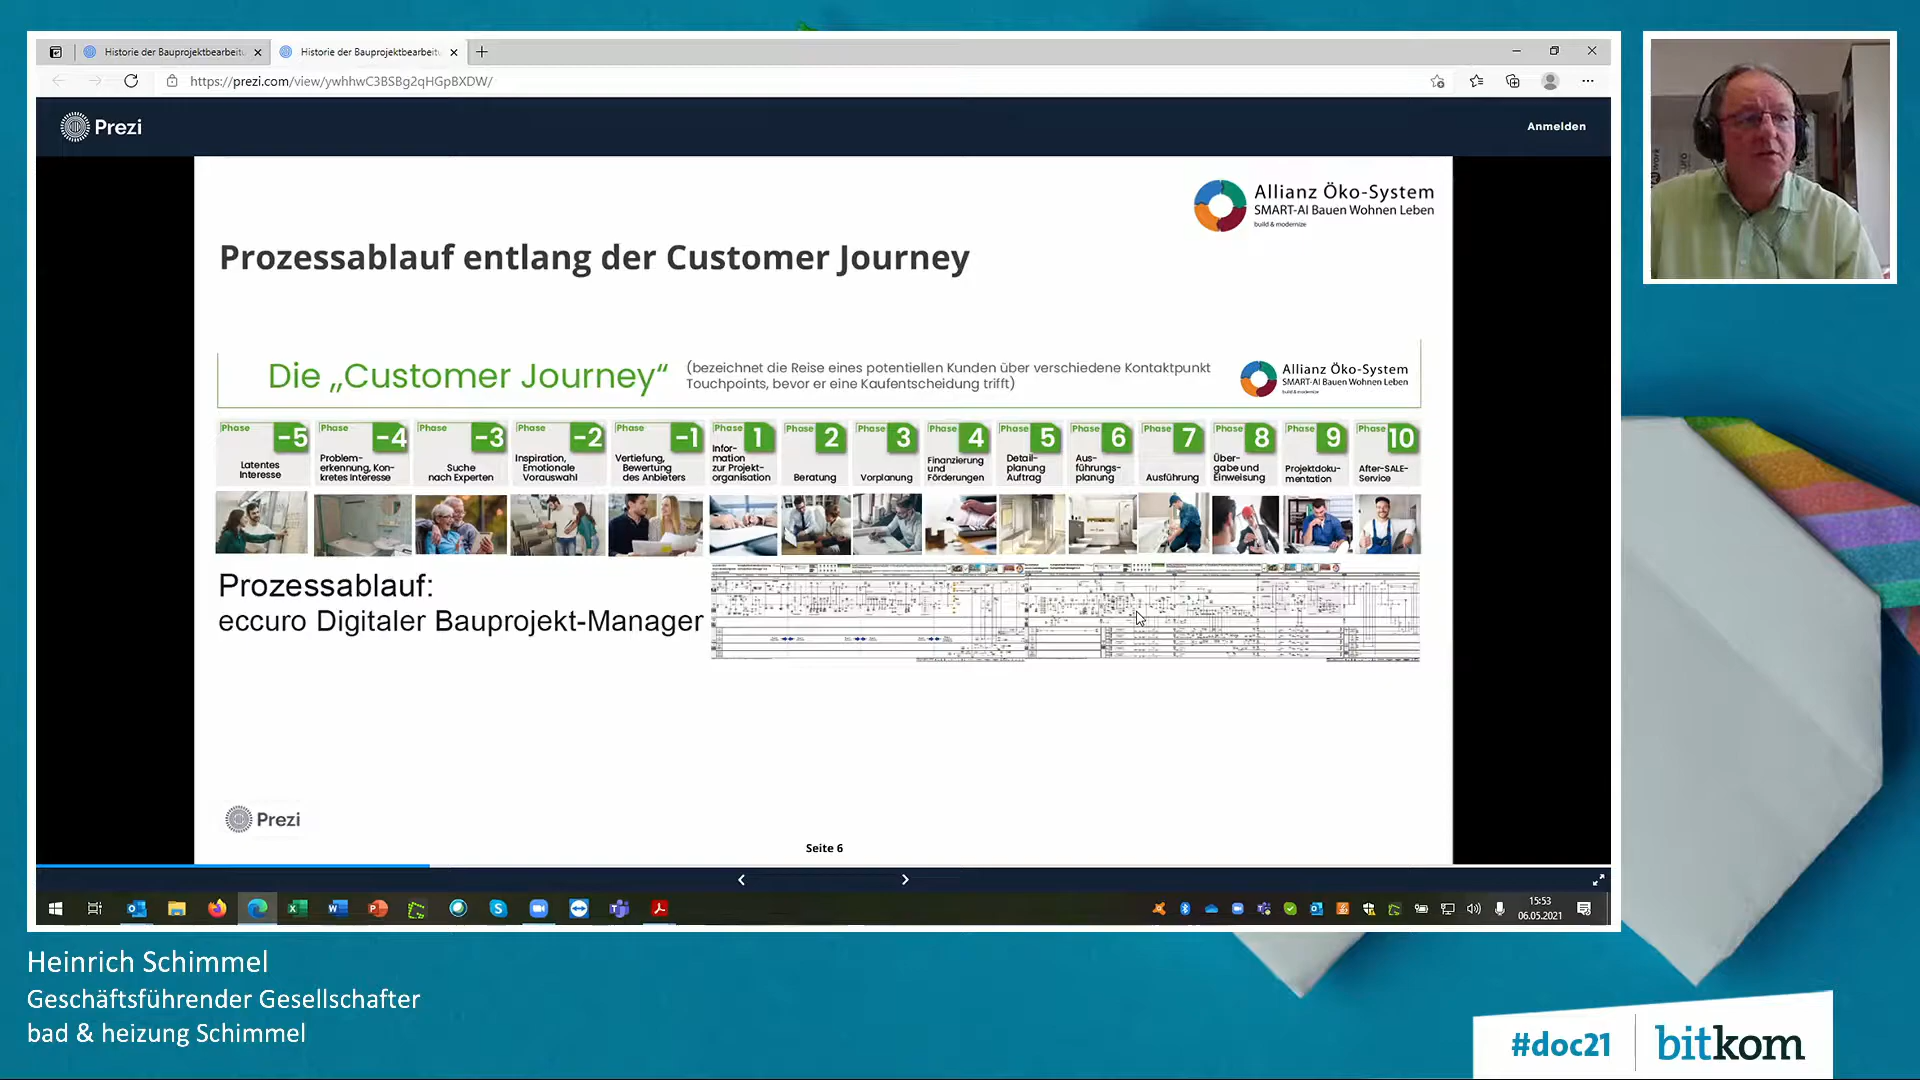 Historie der Bauprojektbearbeit
Historie der Bauprojektbearbeit
https://prezi.com/view/ywhhwC3BSBg2qHGpBXDW/
Prezi
Anmelden
Allianz Öko-System
SMART-AI Bauen Wohnen Leben
build & modernize
Prozessablauf entlang der Customer Journey
Die „Customer Journey“
(bezeichnet die Reise eines potentiellen Kunden über verschiedene Kontaktpunkt
Touchpoints, bevor er eine Kaufentscheidung trifft)
Allianz Öko-System
SMART-AI Bauen Wohnen Leben
build & modernize
Phase -5
Latentes
Interesse
Phase -4
Problem-
erkennung, Kon-
kretes Interesse
Phase -3
Suche
nach Experten
Phase -2
Inspiration,
Emotionale
Vorauswahl
Phase -1
Vertiefung,
Bewertung
des Anbieters
Phase 1
Infor-
mation
zur Projekt-
organisation
Phase 2
Beratung
Phase 3
Vorplanung
Phase 4
Finanzierung
und
Förderungen
Phase 5
Detail-
planung
Auftrag
Phase 6
Aus-
führungs-
planung
Phase 7
Ausführung
Phase 8
Über-
gabe und
Einweisung
Phase 9
Projektdoku-
mentation
Phase 10
After-SALE-
Service
Prozessablauf:
eccuro Digitaler Bauprojekt-Manager
Prezi
Seite 6
15:53
06.05.2021
Heinrich Schimmel
Geschäftsführender Gesellschafter
bad & heizung Schimmel
#doc21
bitkom